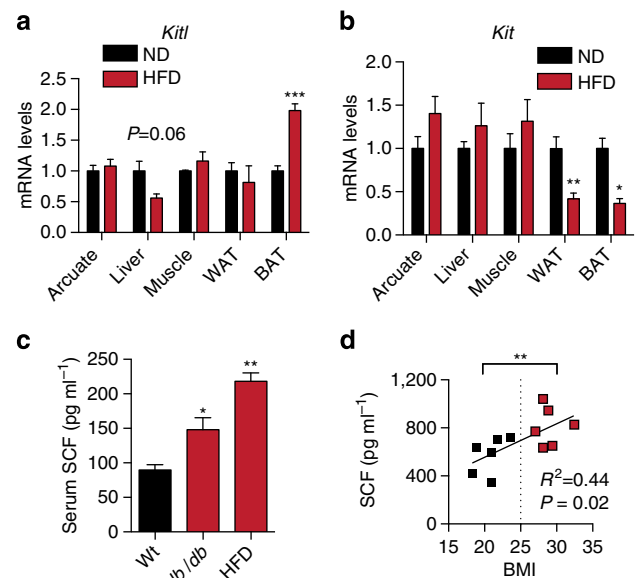 a
Kitl
ND
HFD
mRNA levels
2.5
2.0
1.5
1.0
0.5
0.0
P=0.06
***
Arcuate
Liver
Muscle
WAT
BAT
b
Kit
ND
HFD
mRNA levels
2.0
1.5
1.0
0.5
0.0
**
*
Arcuate
Liver
Muscle
WAT
BAT
c
Serum SCF (pg ml⁻¹)
250
200
150
100
50
0
*
**
Wt
/db
HFD
d
**
SCF (pg ml⁻¹)
1,200
800
400
0
R²=0.44
P = 0.02
15
20
25
30
35
BMI